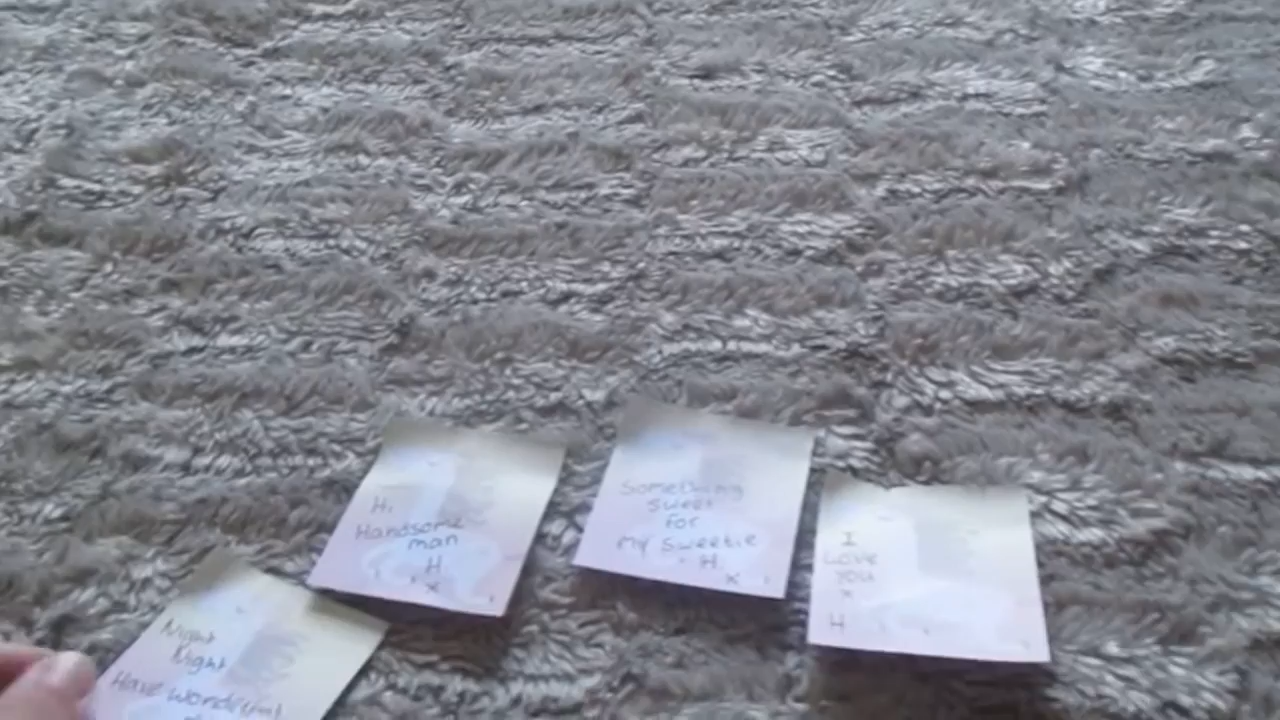 Hi
Handsome
man
H
x x
Something
Sweet
for
my Sweetie
- H
x
I
Love
you
x
H
Night
Night
Have wonderful